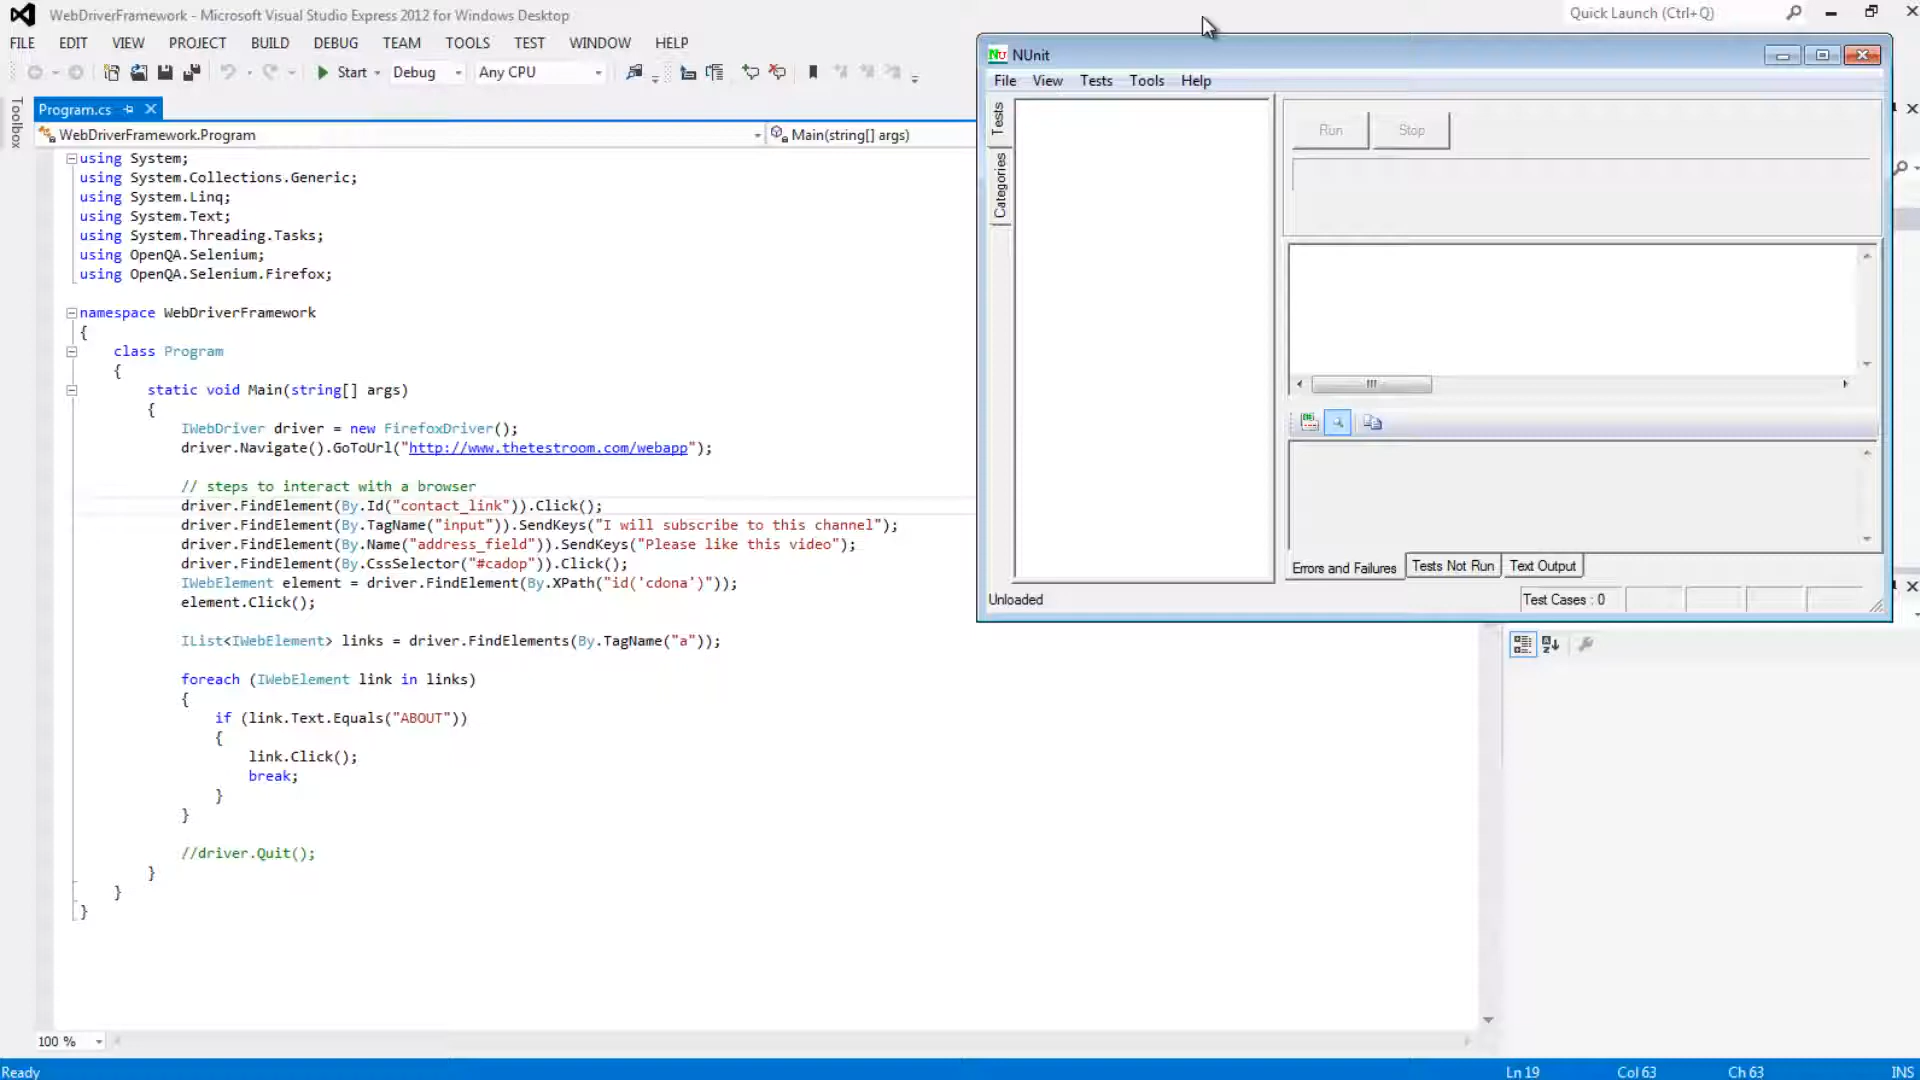 WebDriverFramework - Microsoft Visual Studio Express 2012 for Windows Desktop
Quick Launch (Ctrl+Q)
FILE EDIT VIEW PROJECT BUILD DEBUG TEAM TOOLS TEST WINDOW HELP
Start Debug Any CPU
Toolbox
Program.cs
WebDriverFramework.Program
Main(string[] args)
using System;
using System.Collections.Generic;
using System.Linq;
using System.Text;
using System.Threading.Tasks;
using OpenQA.Selenium;
using OpenQA.Selenium.Firefox;
namespace WebDriverFramework
{
class Program
{
static void Main(string[] args)
{
IWebDriver driver = new FirefoxDriver();
driver.Navigate().GoToUrl("http://www.thetestroom.com/webapp");
// steps to interact with a browser
driver.FindElement(By.Id("contact_link")).Click();
driver.FindElement(By.TagName("input")).SendKeys("I will subscribe to this channel");
driver.FindElement(By.Name("address_field")).SendKeys("Please like this video");
driver.FindElement(By.CssSelector("#cadop")).Click();
IWebElement element = driver.FindElement(By.XPath("id('cdona')"));
element.Click();
IList<IWebElement> links = driver.FindElements(By.TagName("a"));
foreach (IWebElement link in links)
{
if (link.Text.Equals("ABOUT"))
{
link.Click();
break;
}
}
//driver.Quit();
}
}
}
100 %
Ready
Ln 19 Col 63 Ch 63 INS
NUnit
File View Tests Tools Help
Tests
Categories
Run Stop
Errors and Failures Tests Not Run Text Output
Unloaded
Test Cases : 0